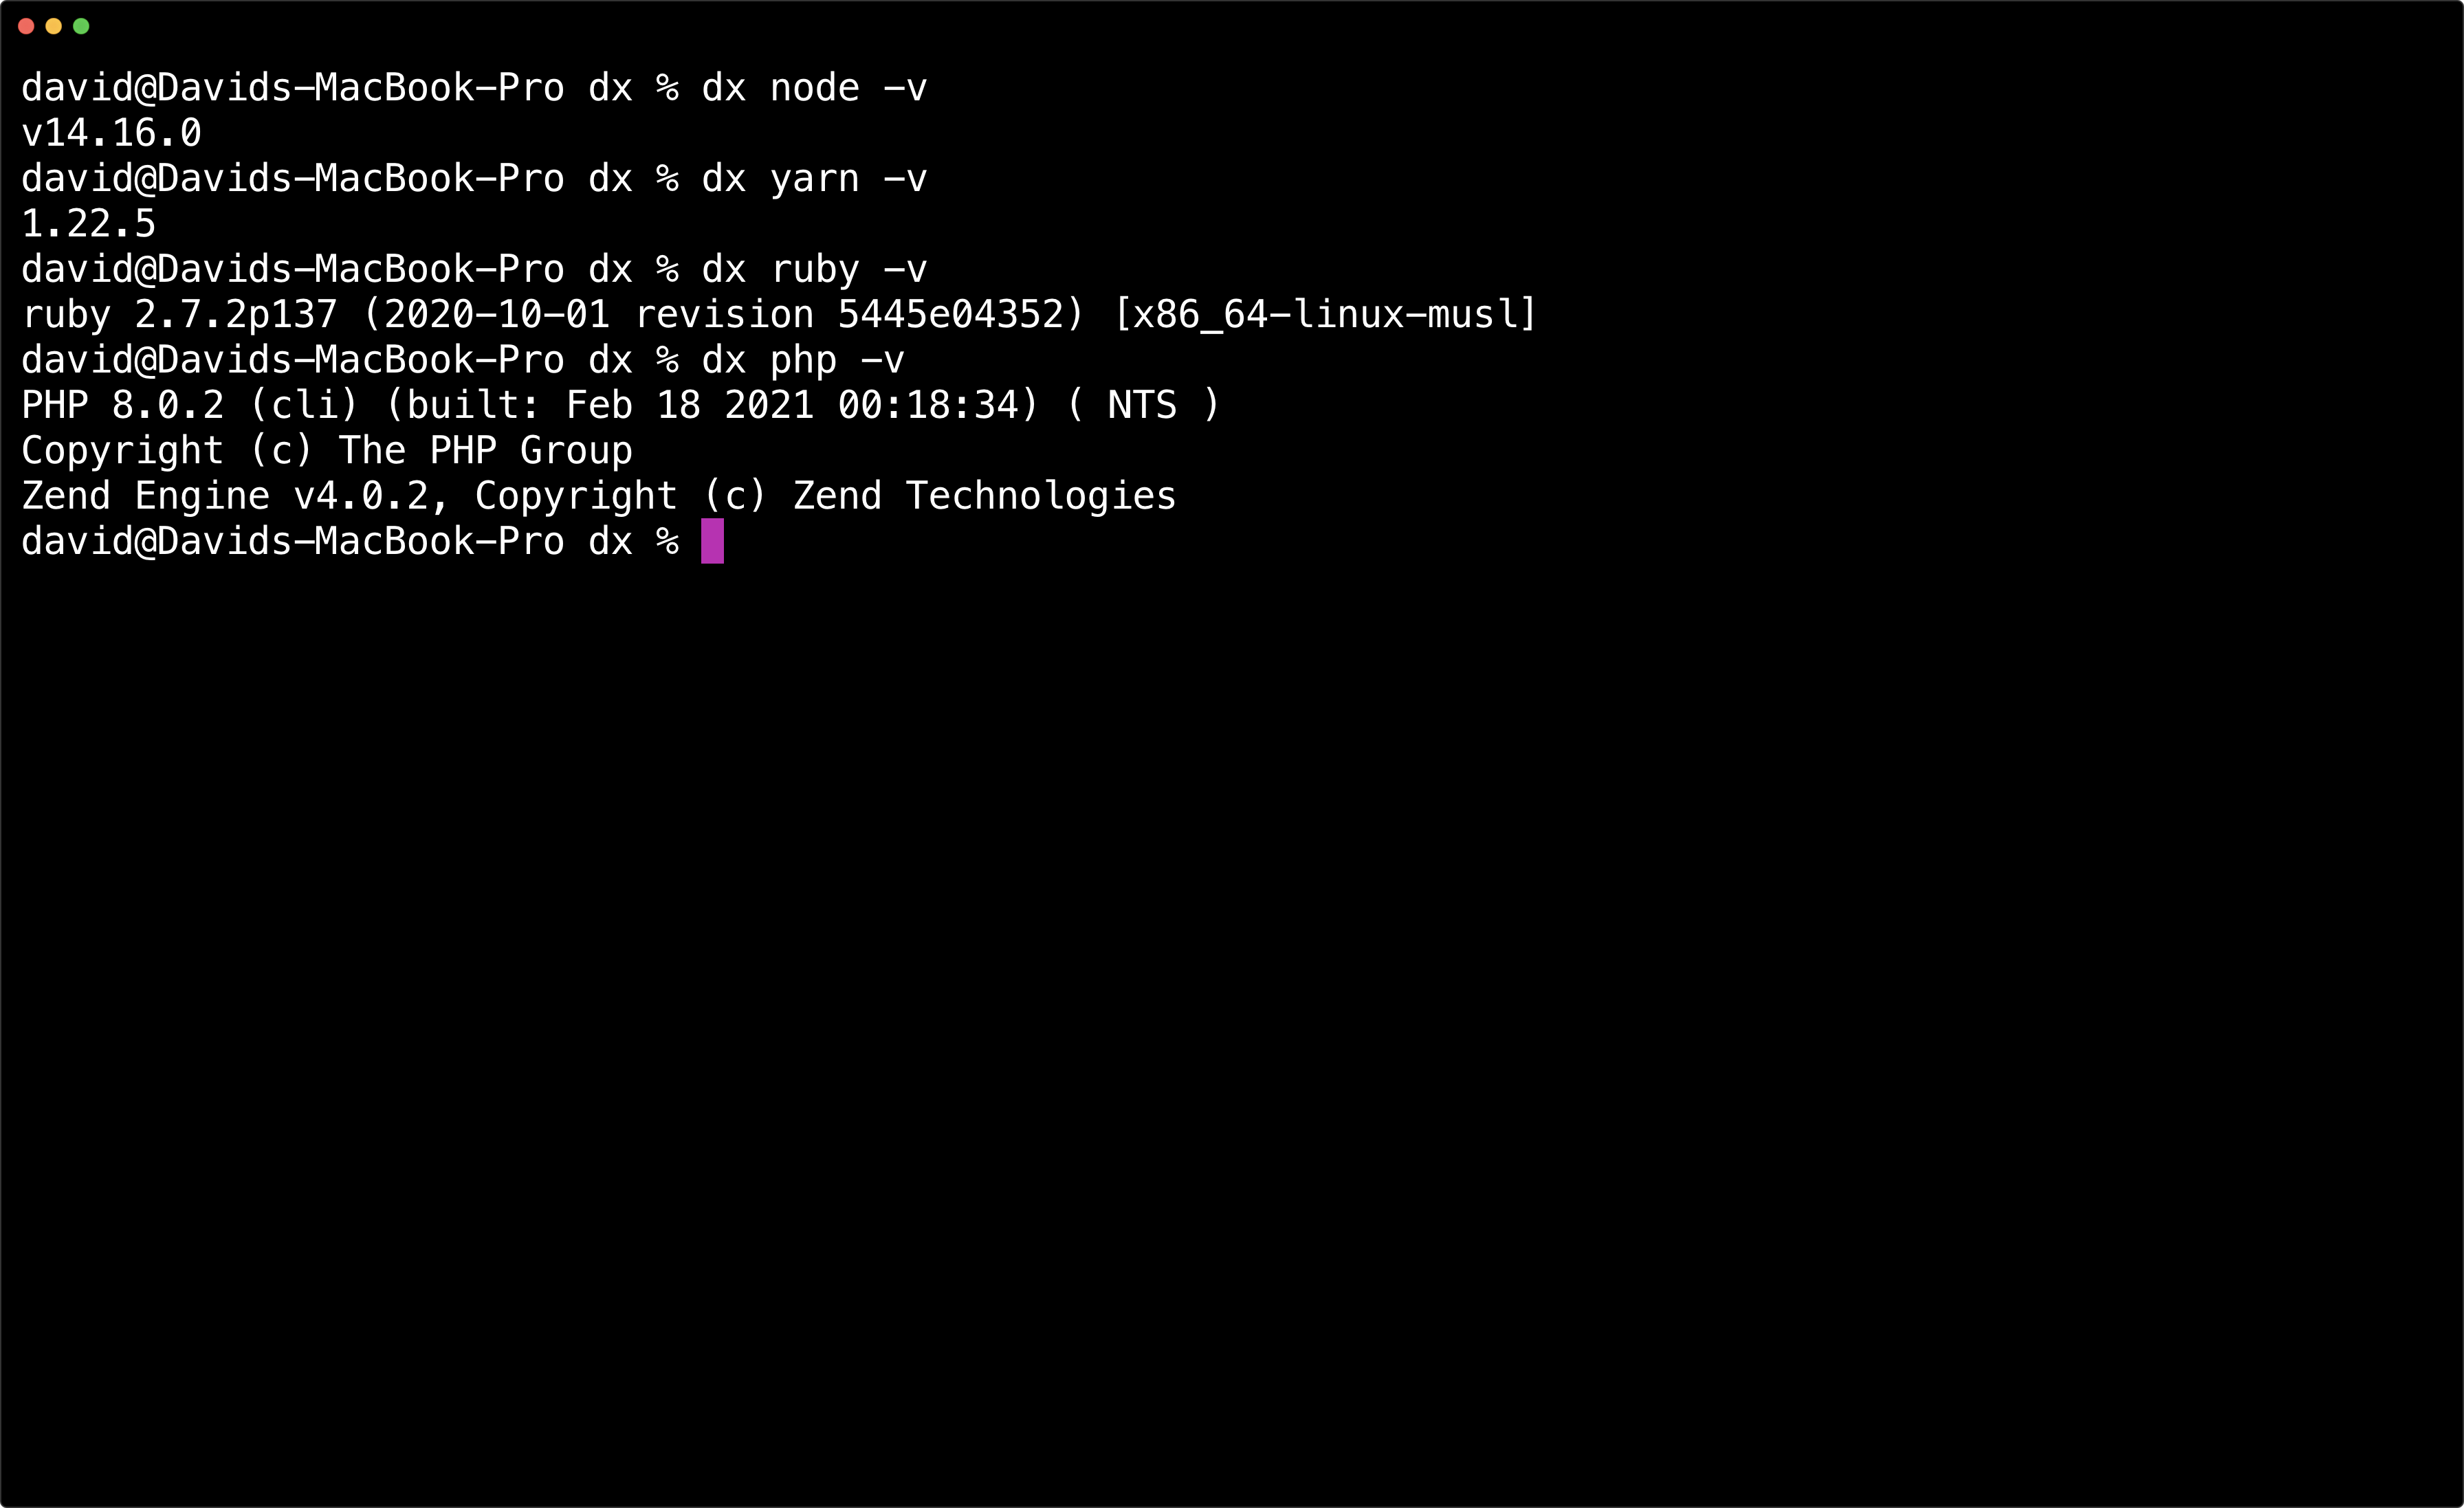 david@Davids-MacBook-Pro dx % dx node -v
v14.16.0
david@Davids-MacBook-Pro dx % dx yarn -v
1.22.5
david@Davids-MacBook-Pro dx % dx ruby -v
ruby 2.7.2p137 (2020-10-01 revision 5445e04352) [x86_64-linux-musl]
david@Davids-MacBook-Pro dx % dx php -v
PHP 8.0.2 (cli) (built: Feb 18 2021 00:18:34) ( NTS )
Copyright (c) The PHP Group
Zend Engine v4.0.2, Copyright (c) Zend Technologies
david@Davids-MacBook-Pro dx %